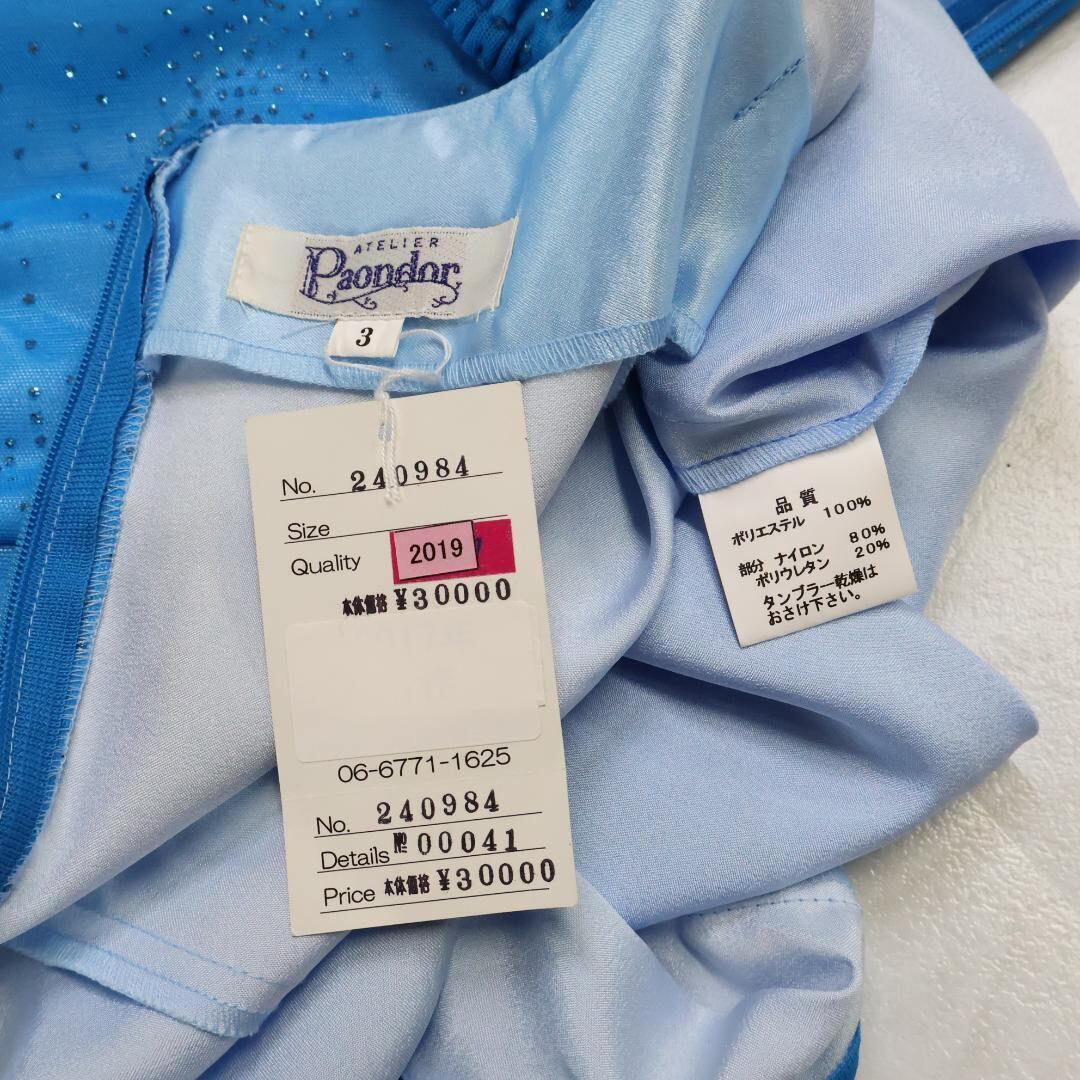 ATELIER
Paondor
3
No. 240984
Size
Quality 2019
本体価格 ¥30000
06-6771-1625
No. 240984
Details № 00041
Price 本体価格 ¥30000
品質
ポリエステル 100%
部分 ナイロン 80%
ポリウレタン 20%
タンブラー乾燥は
おさけ下さい。